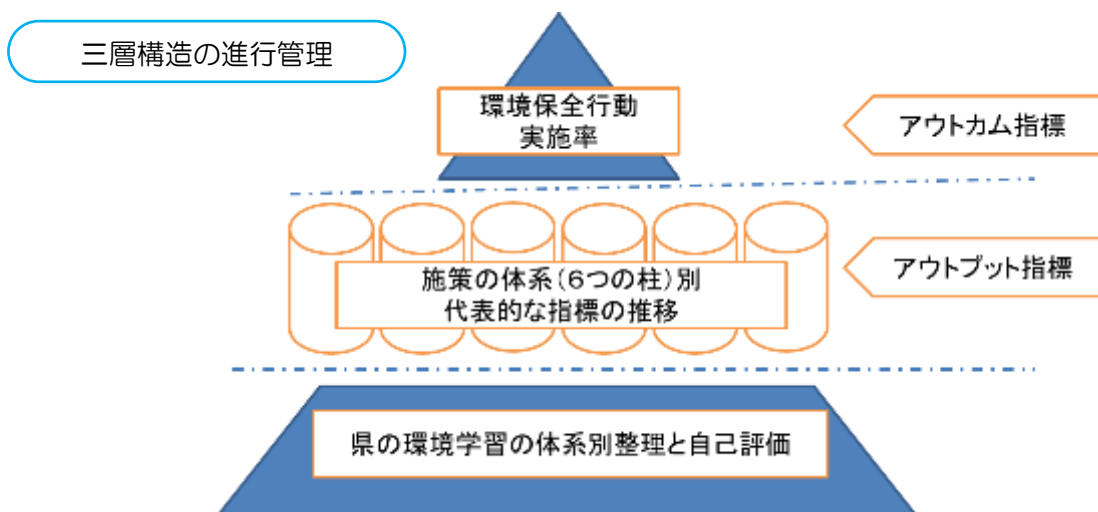 三層構造の進行管理
環境保全行動
実施率
アウトカム指標
施策の体系(6つの柱)別
代表的な指標の推移
アウトプット指標
県の環境学習の体系別整理と自己評価